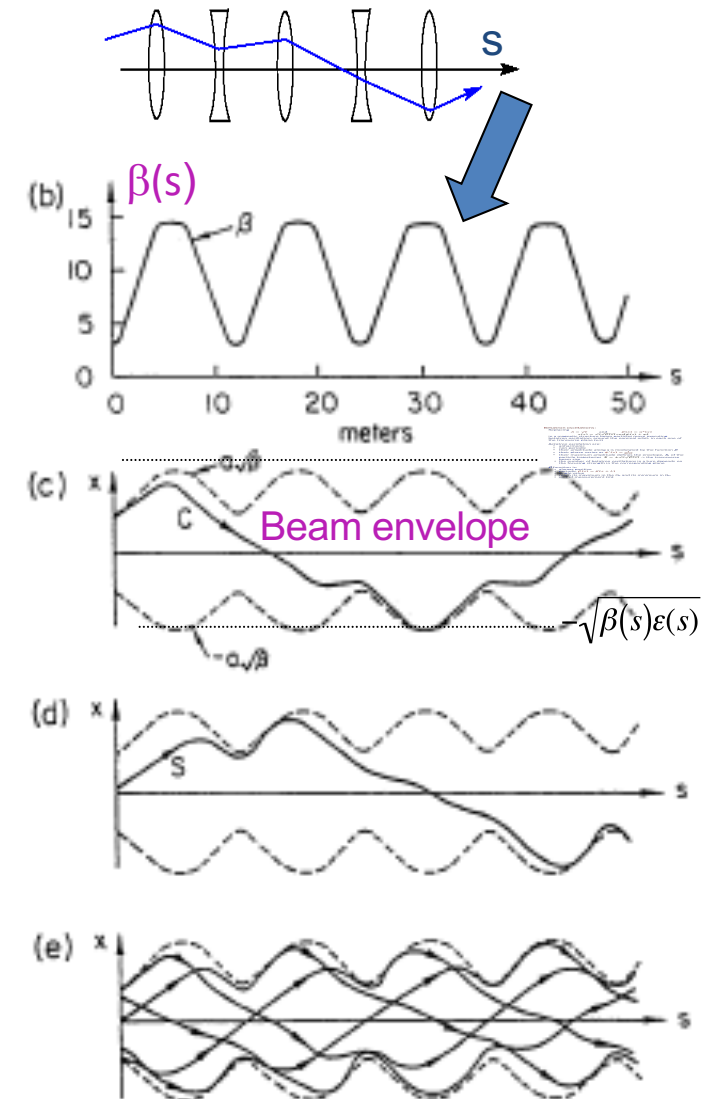 S
β(s)
(b)
15
β
10
5
0
0 10 20 30 40 50
s
meters
(c)
x
a√β
C
Beam envelope
s
-√β(s)ε(s)
-a√β
(d)
x
S
s
(e)
x
s